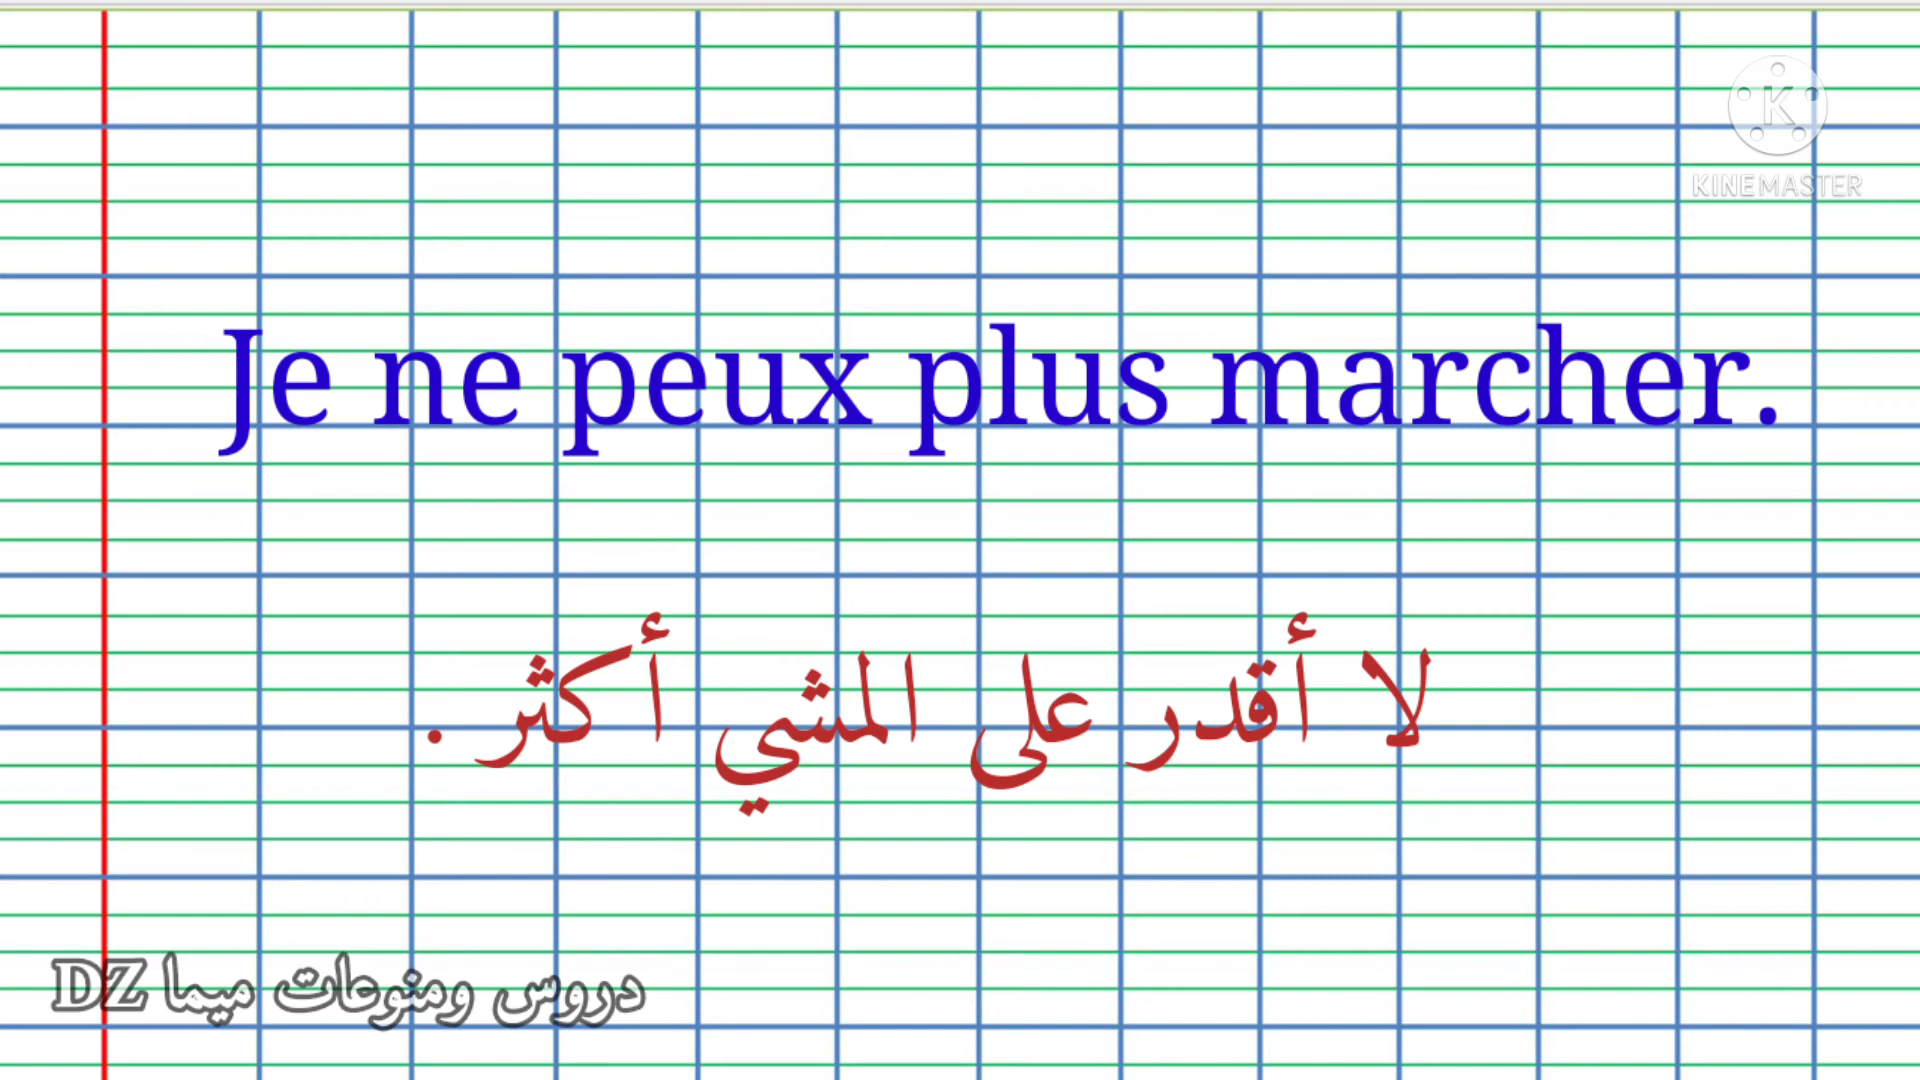 KINEMASTER
Je ne peux plus marcher.
لا أقدر على المشي أكثر .
دروس ومنوعات ميما DZ